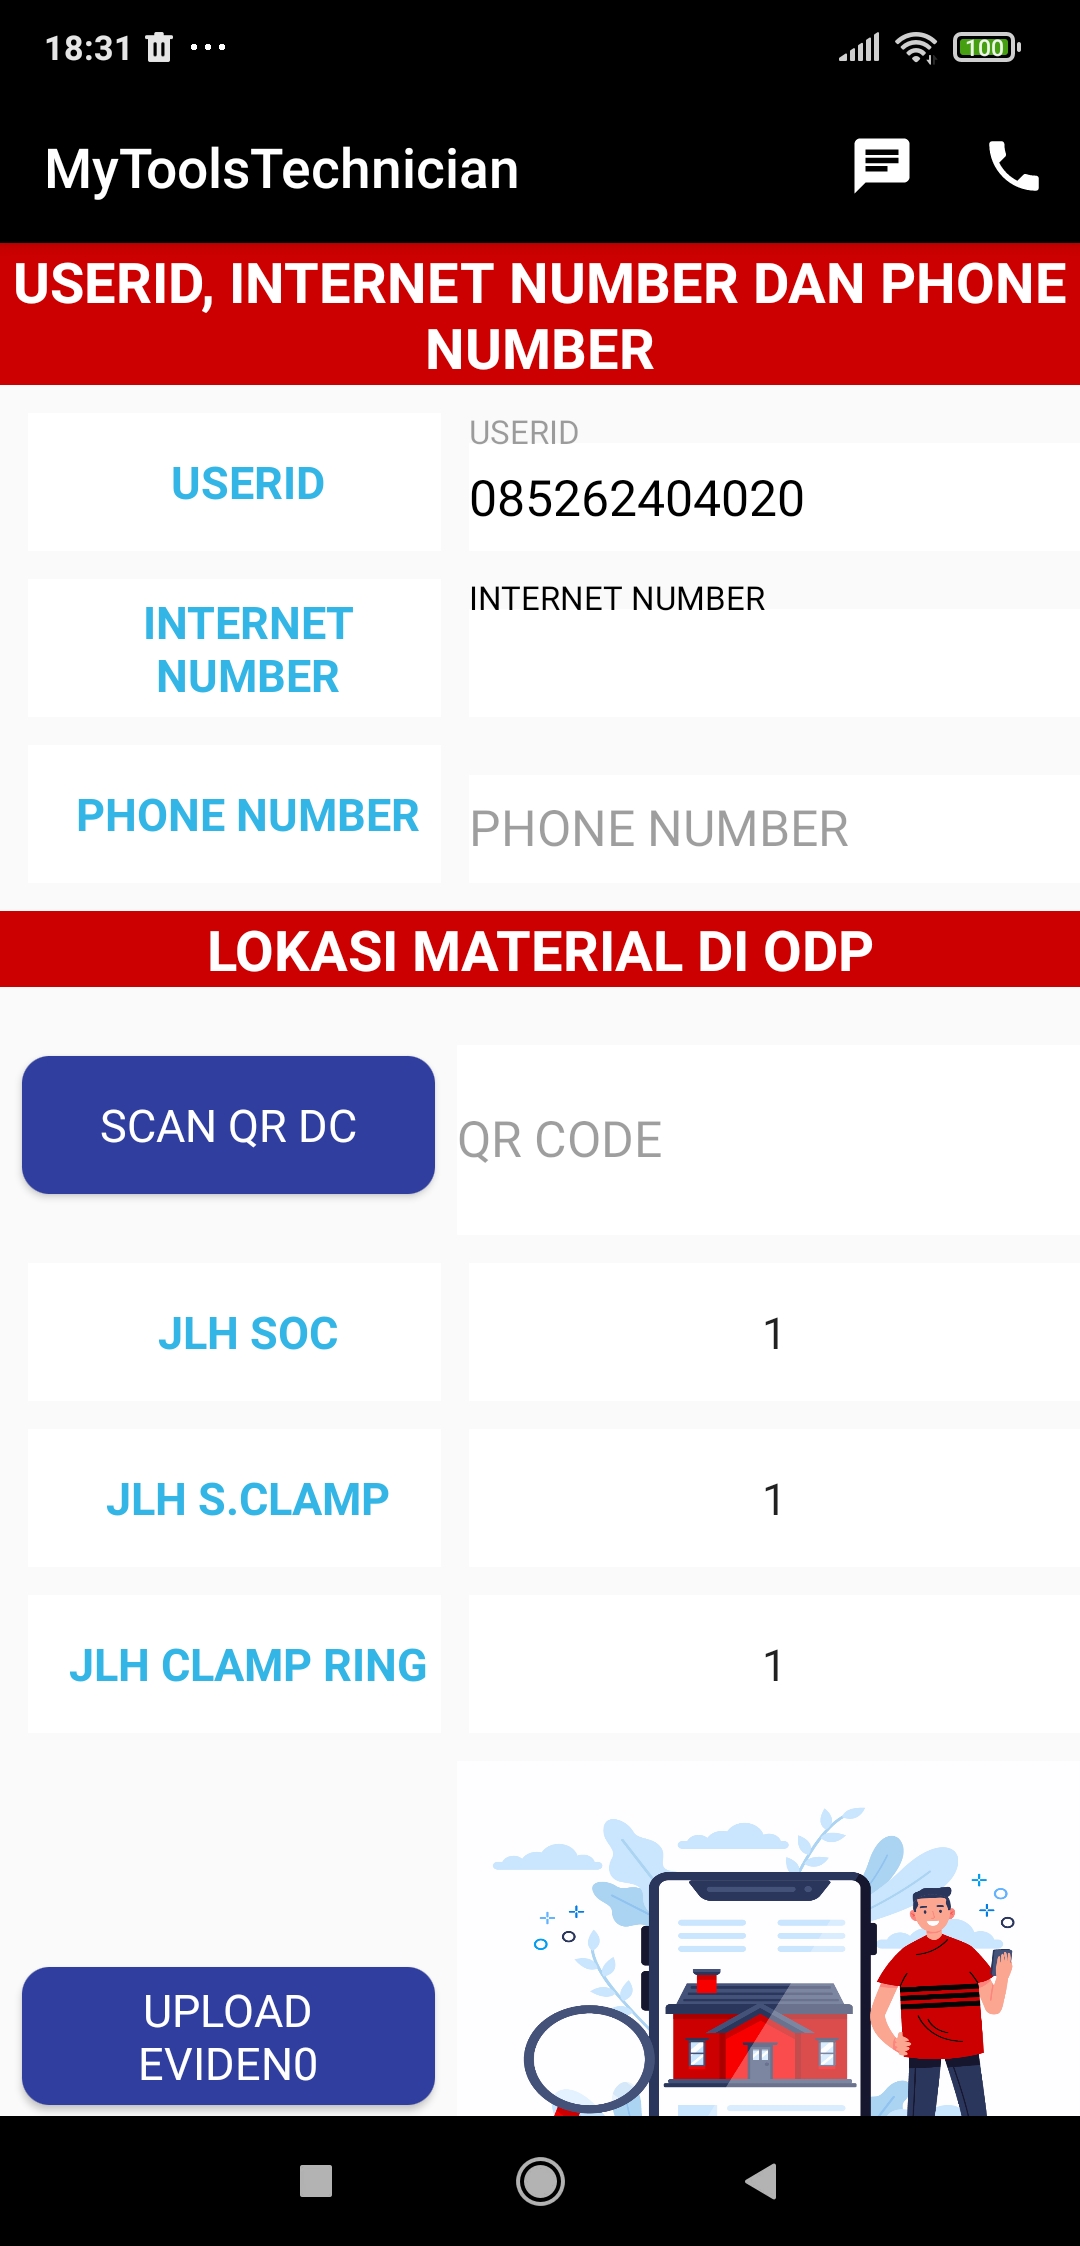 18:31
100
MyToolsTechnician
USERID, INTERNET NUMBER DAN PHONE
NUMBER
USERID
USERID
085262404020
INTERNET
NUMBER
INTERNET NUMBER
PHONE NUMBER
PHONE NUMBER
LOKASI MATERIAL DI ODP
SCAN QR DC
QR CODE
JLH SOC
1
JLH S.CLAMP
1
JLH CLAMP RING
1
UPLOAD
EVIDEN0